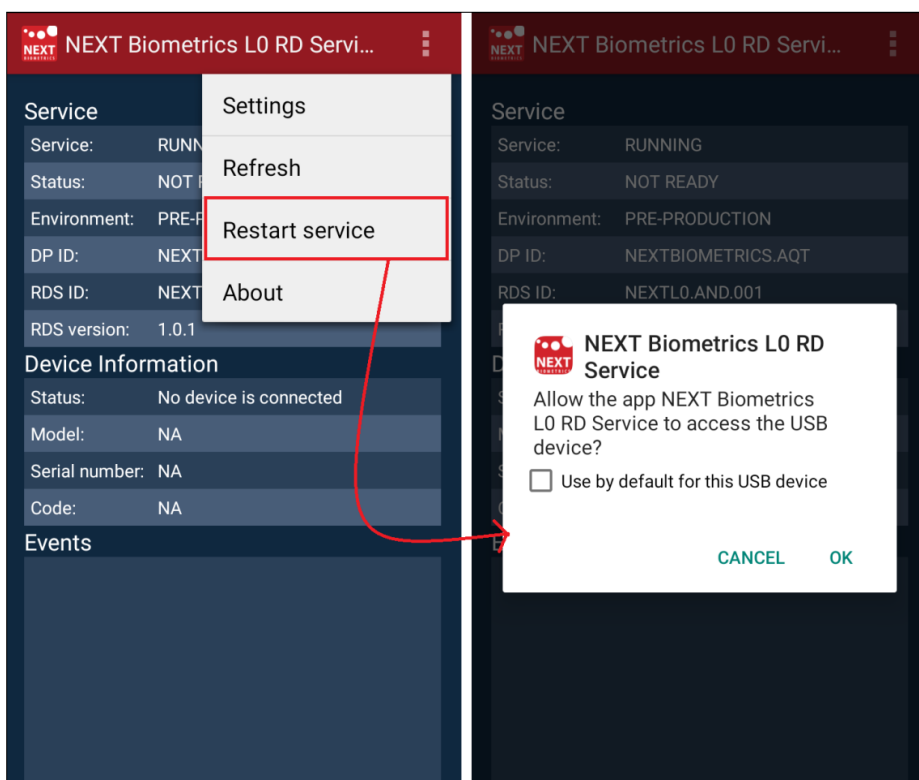 NEXT
BIOMETRICS
NEXT Biometrics L0 RD Servi...
Settings
Refresh
Restart service
About
Service
Service: RUNN
Status: NOT
Environment: PRE-
DP ID: NEXT
RDS ID: NEXT
RDS version: 1.0.1
Device Information
Status: No device is connected
Model: NA
Serial number: NA
Code: NA
Events
NEXT
BIOMETRICS
NEXT Biometrics L0 RD Servi...
Service
Service: RUNNING
Status: NOT READY
Environment: PRE-PRODUCTION
DP ID: NEXTBIOMETRICS.AQT
RDS ID: NEXTL0.AND.001
NEXT
BIOMETRICS
NEXT Biometrics L0 RD
Service
Allow the app NEXT Biometrics
L0 RD Service to access the USB
device?
Use by default for this USB device
CANCEL OK